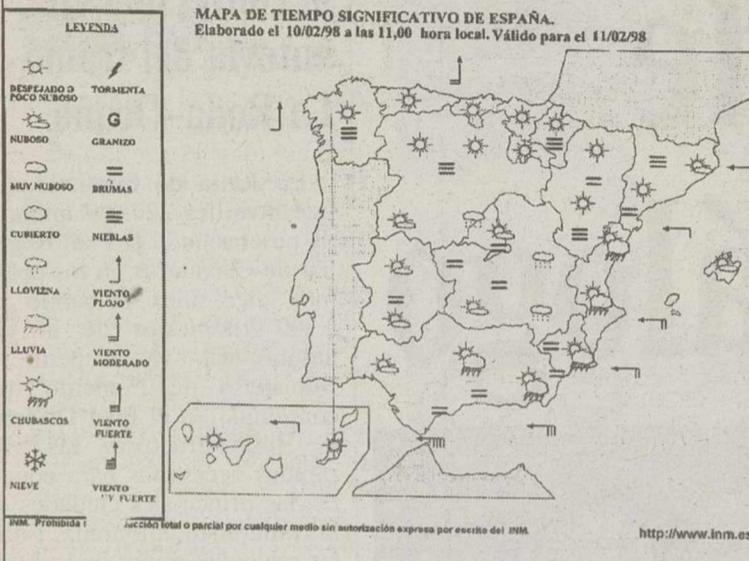 MAPA DE TIEMPO SIGNIFICATIVO DE ESPAÑA.
Elaborado el 10/02/98 a las 11,00 hora local. Válido para el 11/02/98
LEYENDA
DESPEJADO O
POCO NUBOSO
TORMENTA
NUBOSO
G
GRANIZO
MUY NUBOSO
BRUMAS
CUBIERTO
NIEBLAS
LLOVIZNA
VIENTO
FLOJO
LLUVIA
VIENTO
MODERADO
CHUBASCOS
VIENTO
FUERTE
NIEVE
VIENTO
UY FUERTE
INM. Prohibida
ucción total o parcial por cualquier medio sin autorización expresa por escrito del INM.
http://www.inm.es